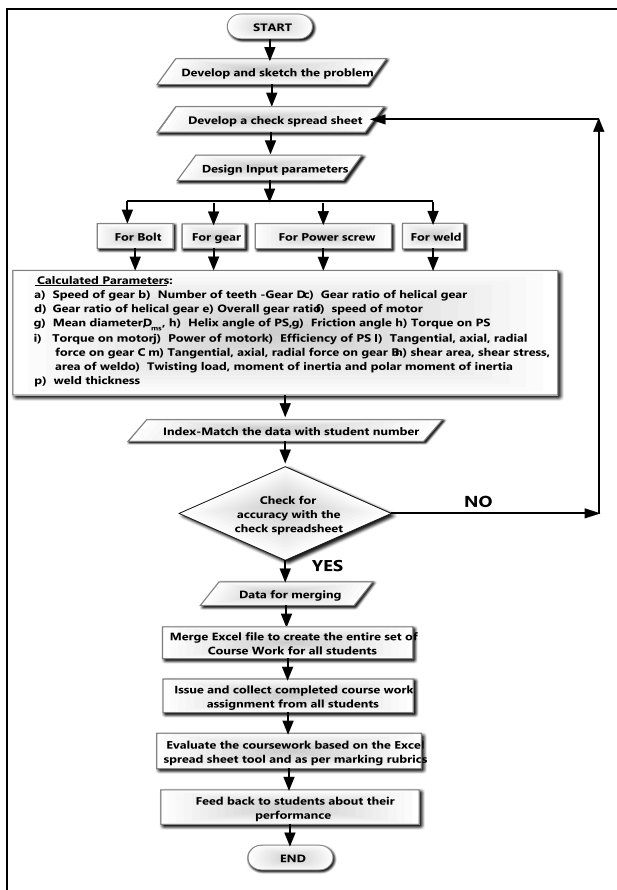 START
Develop and sketch the problem
Develop a check spread sheet
Design Input parameters
For Bolt
For gear
For Power screw
For weld
Calculated Parameters:
a) Speed of gear b) Number of teeth -Gear D c) Gear ratio of helical gear
d) Gear ratio of helical gear e) Overall gear ratio f) speed of motor
g) Mean diameter, Dms, h) Helix angle of PS, g) Friction angle h) Torque on PS
i) Torque on motor j) Power of motor k) Efficiency of PS l) Tangential, axial, radial
force on gear C m) Tangential, axial, radial force on gear B n) shear area, shear stress,
area of weld o) Twisting load, moment of inertia and polar moment of inertia
p) weld thickness
Index-Match the data with student number
Check for
accuracy with the
check spreadsheet
NO
YES
Data for merging
Merge Excel file to create the entire set of
Course Work for all students
Issue and collect completed course work
assignment from all students
Evaluate the coursework based on the Excel
spread sheet tool and as per marking rubrics
Feed back to students about their
performance
END